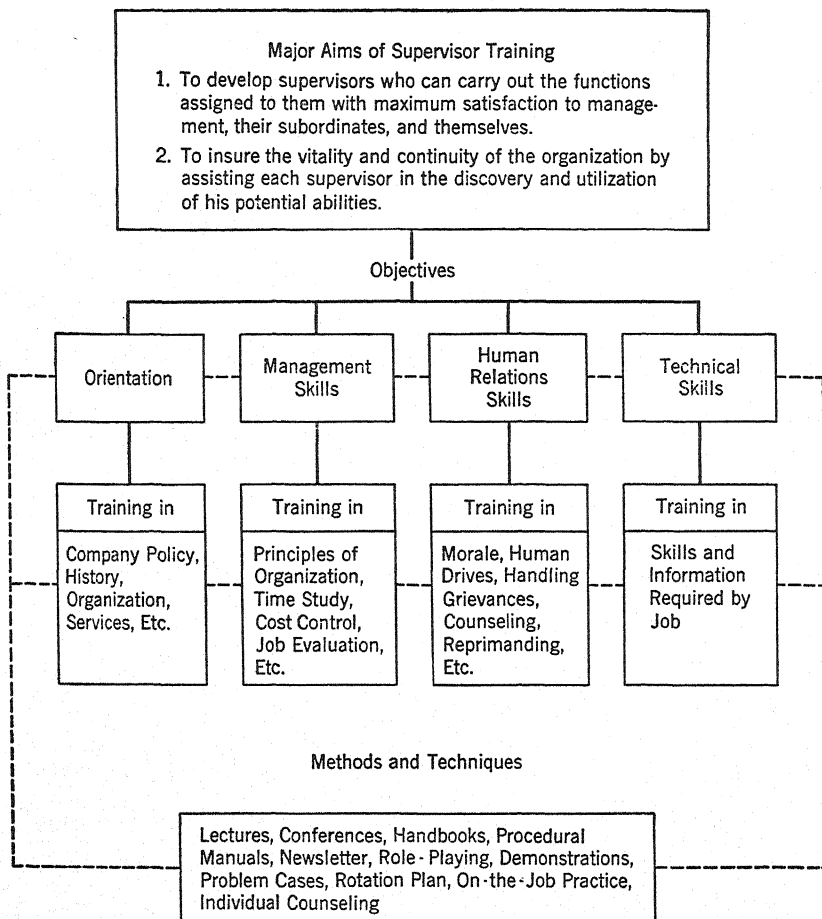 Major Aims of Supervisor Training
1. To develop supervisors who can carry out the functions
assigned to them with maximum satisfaction to manage-
ment, their subordinates, and themselves.
2. To insure the vitality and continuity of the organization by
assisting each supervisor in the discovery and utilization
of his potential abilities.
Objectives
Orientation
Management
Skills
Human
Relations
Skills
Technical
Skills
Training in
Company Policy,
History,
Organization,
Services, Etc.
Training in
Principles of
Organization,
Time Study,
Cost Control,
Job Evaluation,
Etc.
Training in
Morale, Human
Drives, Handling
Grievances,
Counseling,
Reprimanding,
Etc.
Training in
Skills and
Information
Required by
Job
Methods and Techniques
Lectures, Conferences, Handbooks, Procedural
Manuals, Newsletter, Role-Playing, Demonstrations,
Problem Cases, Rotation Plan, On-the-Job Practice,
Individual Counseling